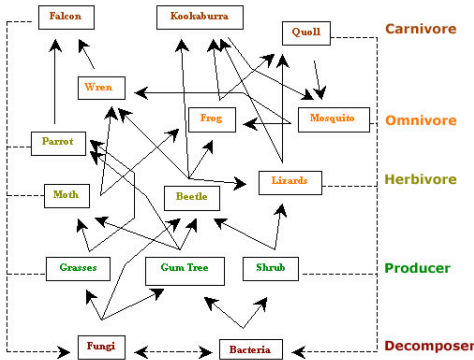 Falcon
Kookaburra
Quoll
Carnivore
Wren
Frog
Mosquito
Omnivore
Parrot
Moth
Beetle
Lizards
Herbivore
Grasses
Gum Tree
Shrub
Producer
Fungi
Bacteria
Decomposer